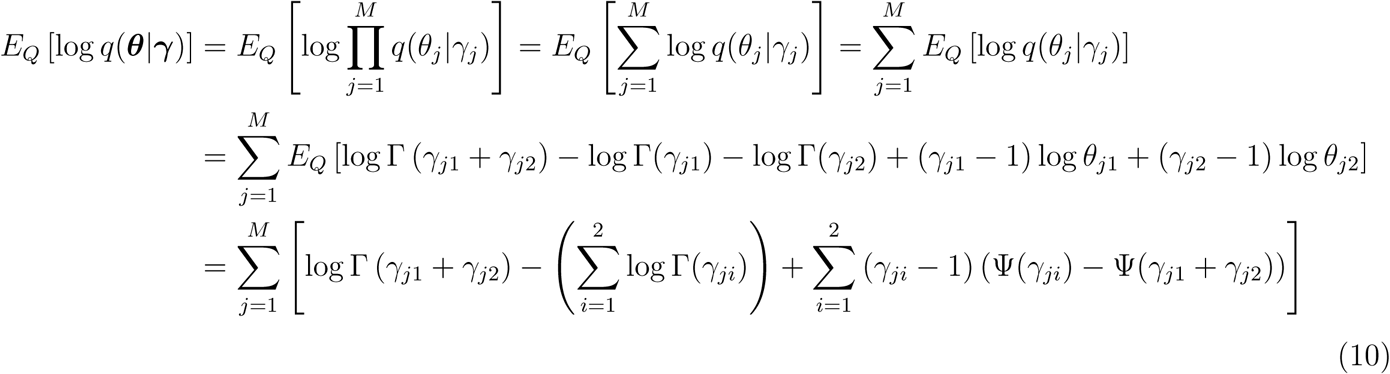 E_Q [log q(θ|γ)] = E_Q [log ∏_{j=1}^{M} q(θ_j|γ_j)] = E_Q [∑_{j=1}^{M} log q(θ_j|γ_j)] = ∑_{j=1}^{M} E_Q [log q(θ_j|γ_j)]
= ∑_{j=1}^{M} E_Q [log Γ (γ_{j1} + γ_{j2}) − log Γ(γ_{j1}) − log Γ(γ_{j2}) + (γ_{j1} − 1) log θ_{j1} + (γ_{j2} − 1) log θ_{j2}]
= ∑_{j=1}^{M} [log Γ (γ_{j1} + γ_{j2}) − (∑_{i=1}^{2} log Γ(γ_{ji})) + ∑_{i=1}^{2} (γ_{ji} − 1) (Ψ(γ_{ji}) − Ψ(γ_{j1} + γ_{j2}))]
(10)